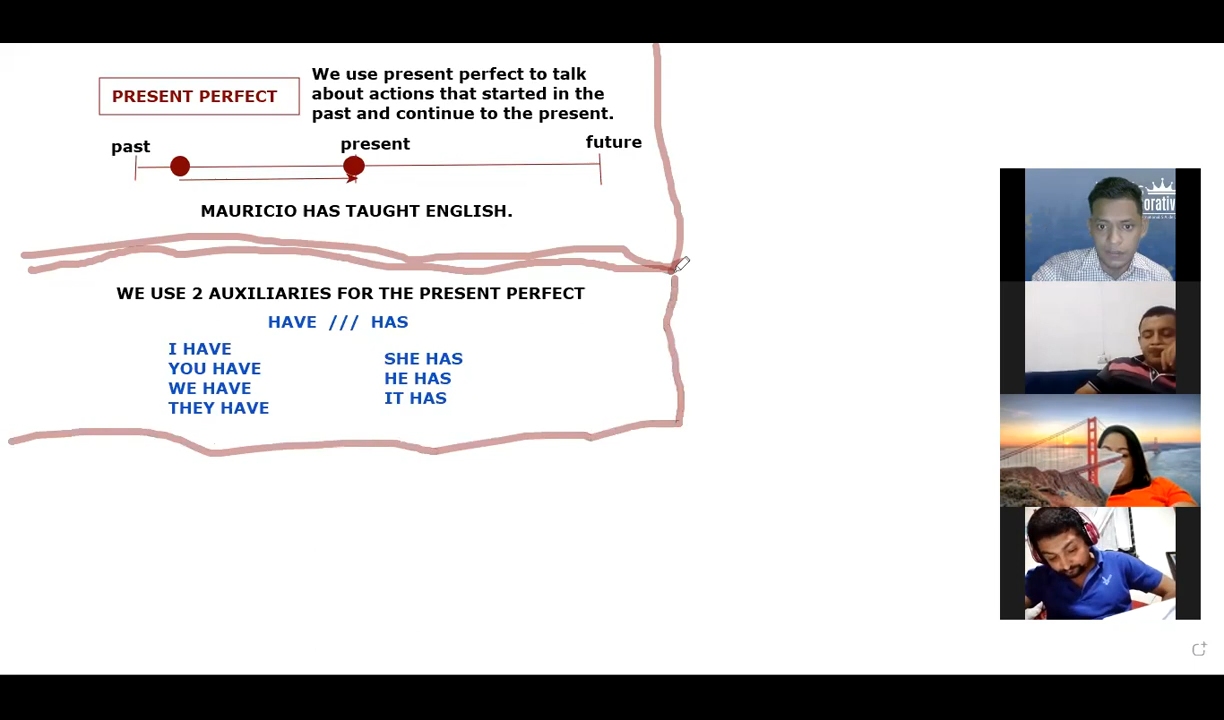 PRESENT PERFECT
We use present perfect to talk
about actions that started in the
past and continue to the present.
past
present
future
MAURICIO HAS TAUGHT ENGLISH.
WE USE 2 AUXILIARIES FOR THE PRESENT PERFECT
HAVE /// HAS
I HAVE
YOU HAVE
WE HAVE
THEY HAVE
SHE HAS
HE HAS
IT HAS